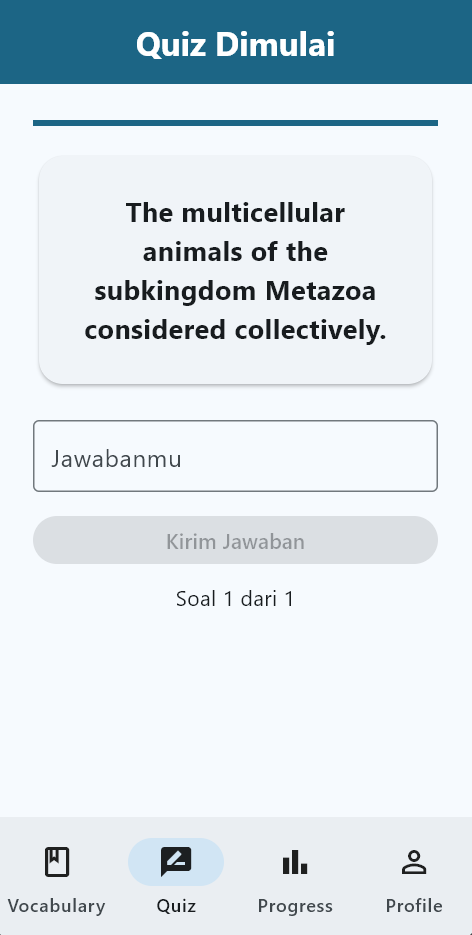 Quiz Dimulai
The multicellular
animals of the
subkingdom Metazoa
considered collectively.
Jawabanmu
Kirim Jawaban
Soal 1 dari 1
Vocabulary
Quiz
Progress
Profile